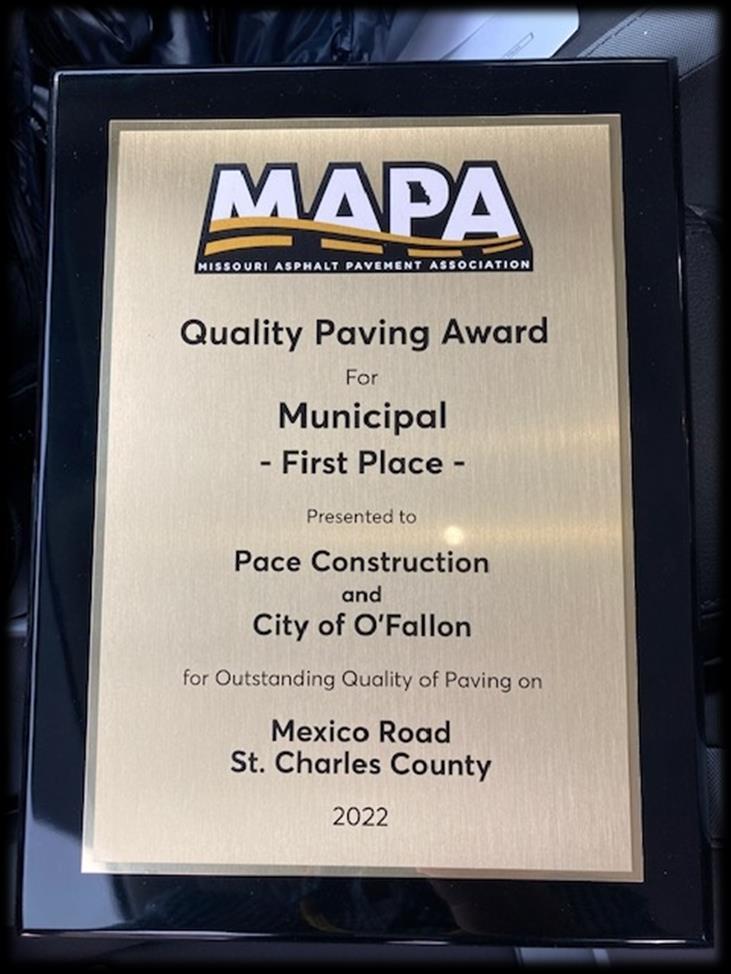 MAPA
MISSOURI ASPHALT PAVEMENT ASSOCIATION
Quality Paving Award
For
Municipal
- First Place -
Presented to
Pace Construction
and
City of O'Fallon
for Outstanding Quality of Paving on
Mexico Road
St. Charles County
2022